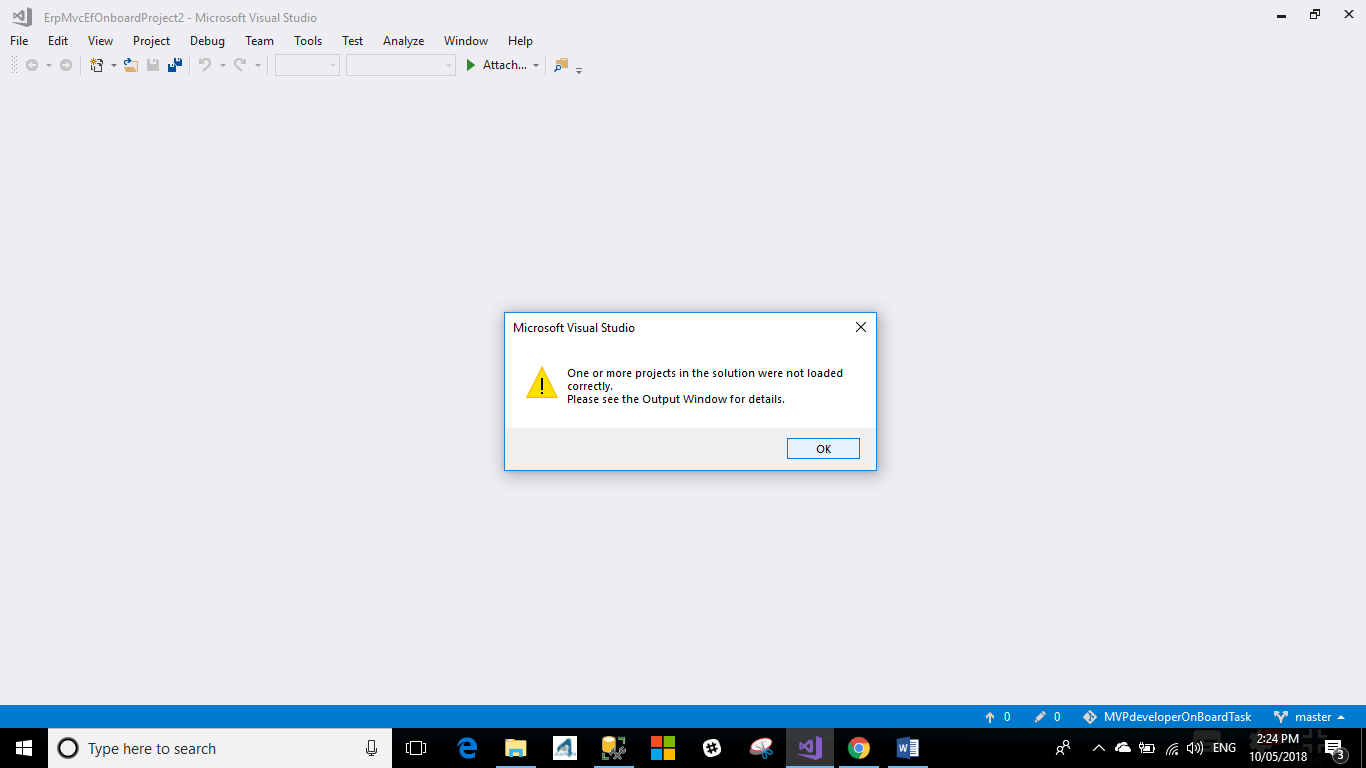 ErpMvcEfOnboardProject2 - Microsoft Visual Studio
File Edit View Project Debug Team Tools Test Analyze Window Help
Attach...
Microsoft Visual Studio
One or more projects in the solution were not loaded
correctly.
Please see the Output Window for details.
OK
0 0 MVPdeveloperOnBoardTask master
Type here to search
ENG
2:24 PM
10/05/2018
3